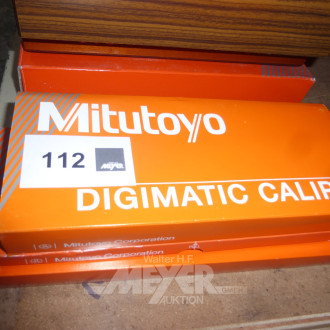 Mitutoyo
112
DIGIMATIC CALIP
Mitutoyo Corporation
Mitutoyo Corporation
Walter H.F.
MEYER
AUKTION